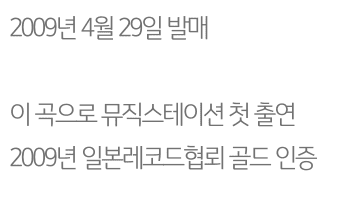 2009년 4월 29일 발매
이 곡으로 뮤직스테이션 첫 출연
2009년 일본레코드협뢰 골드 인증